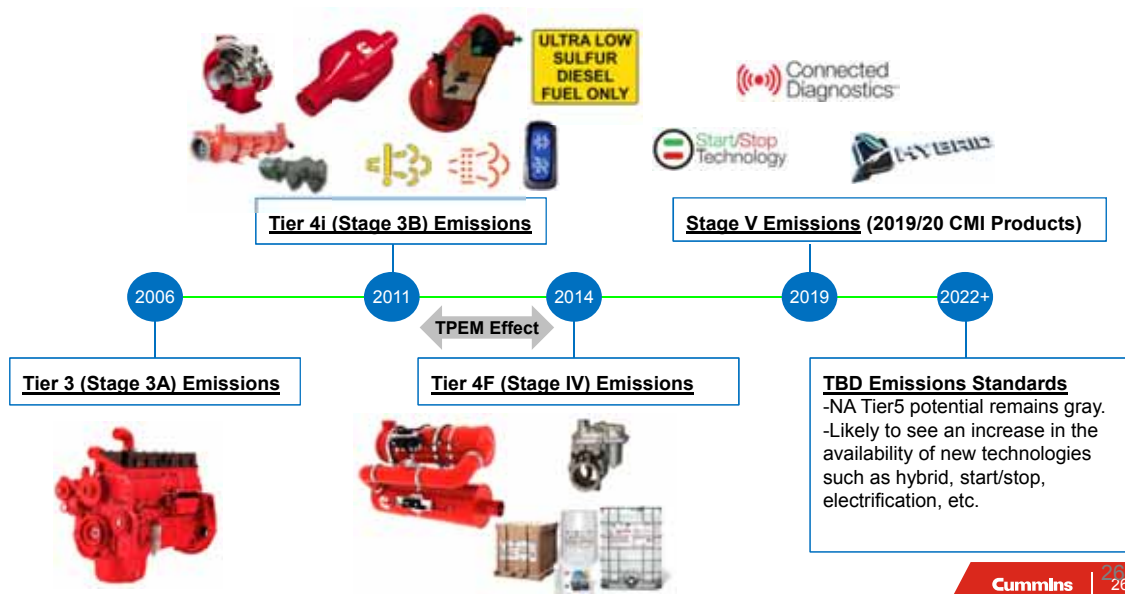 ULTRA LOW
SULFUR
DIESEL
FUEL ONLY
Connected
Diagnostics
Start/Stop
Technology
HYBRID
Tier 4i (Stage 3B) Emissions
Stage V Emissions (2019/20 CMI Products)
2006
2011
2014
2019
2022+
TPEM Effect
Tier 3 (Stage 3A) Emissions
Tier 4F (Stage IV) Emissions
TBD Emissions Standards
-NA Tier5 potential remains gray.
-Likely to see an increase in the
availability of new technologies
such as hybrid, start/stop,
electrification, etc.
Cummins
26
26